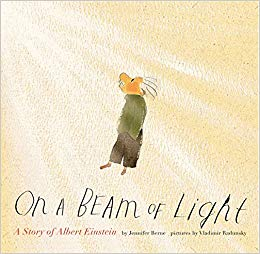 On A BEAM OF LigHt
A Story of Albert Einstein by Jennifer Berne pictures by Vladimir Radunsky